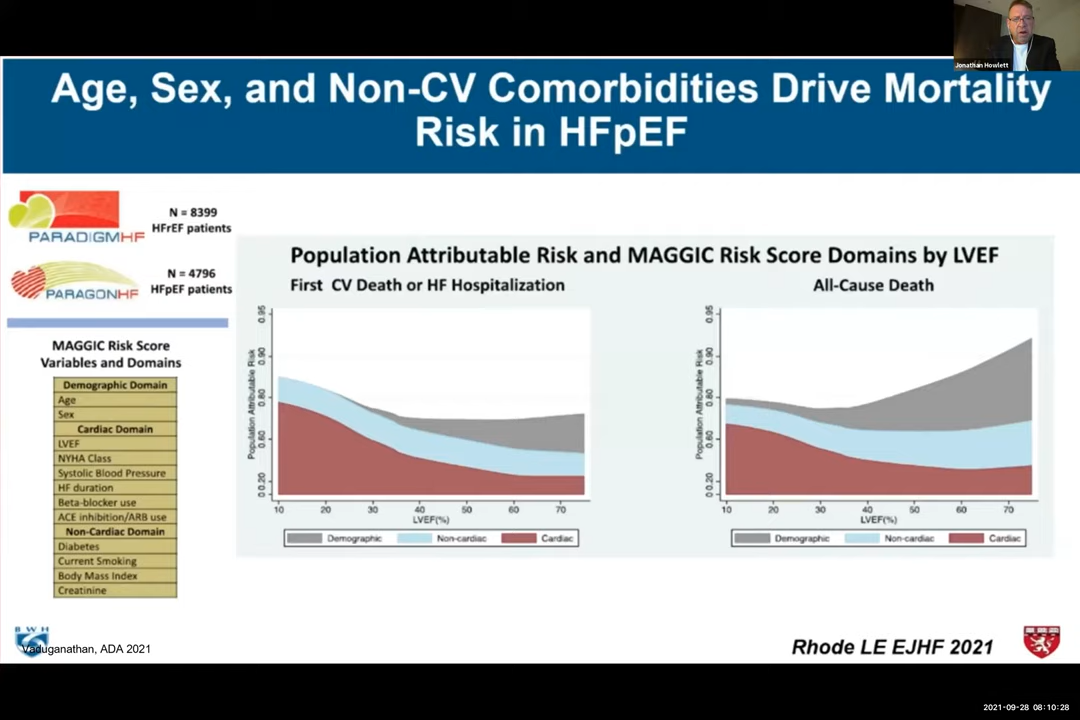 Jonathan Howlett
Age, Sex, and Non-CV Comorbidities Drive Mortality
Risk in HFpEF
PARADIGMHF
N = 8399
HFrEF patients
PARAGONHF
N = 4796
HFpEF patients
MAGGIC Risk Score
Variables and Domains
Demographic Domain
Age
Sex
Cardiac Domain
LVEF
NYHA Class
Systolic Blood Pressure
HF duration
Beta-blocker use
ACE inhibition/ARB use
Non-Cardiac Domain
Diabetes
Current Smoking
Body Mass Index
Creatinine
Population Attributable Risk and MAGGIC Risk Score Domains by LVEF
First CV Death or HF Hospitalization
Population Attributable Risk
0.95
0.90
0.80
0.60
0.20
0
10 20 30 40 50 60 70
LVEF(%)
Demographic Non-cardiac Cardiac
All-Cause Death
Population Attributable Risk
0.95
0.90
0.80
0.60
0.20
0
10 20 30 40 50 60 70
LVEF(%)
Demographic Non-cardiac Cardiac
BWH
Vaduganathan, ADA 2021
Rhode LE EJHF 2021
2021-09-28 08:10:28